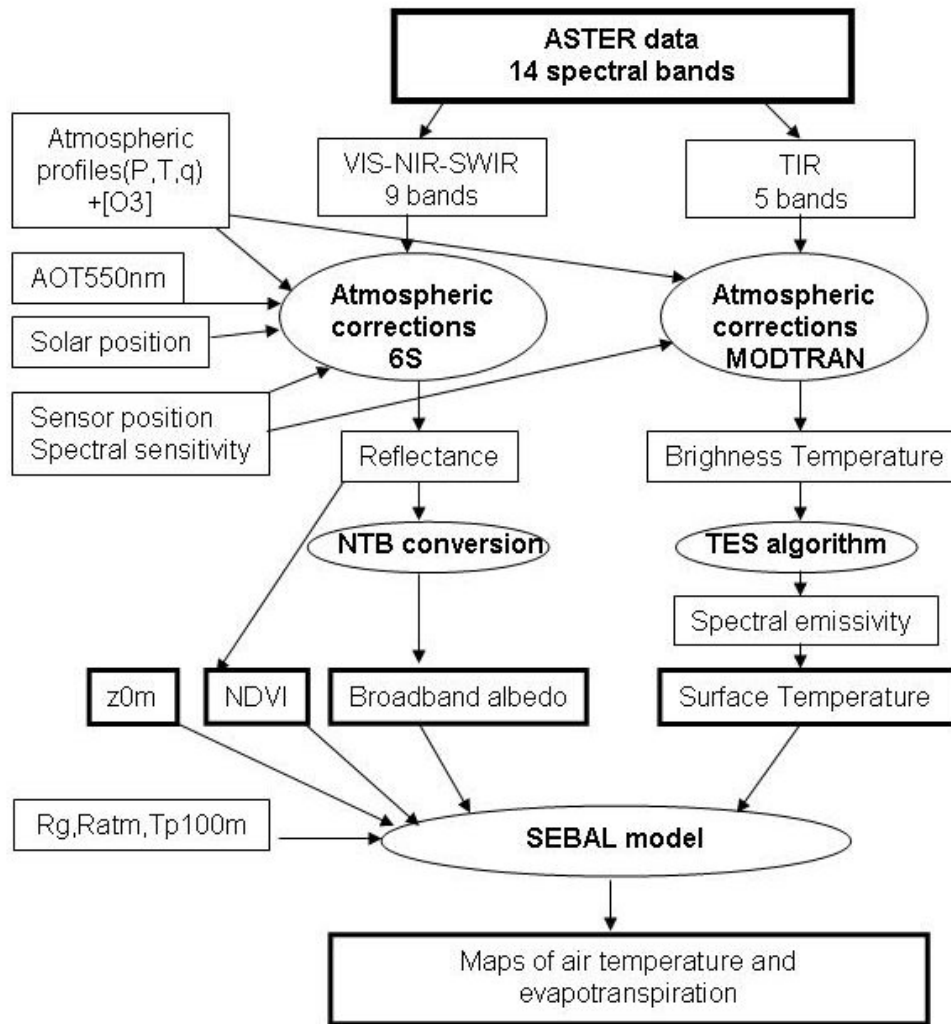 ASTER data
14 spectral bands
Atmospheric
profiles(P,T,q)
+[O3]
VIS-NIR-SWIR
9 bands
TIR
5 bands
AOT550nm
Solar position
Sensor position
Spectral sensitivity
Atmospheric
corrections
6S
Atmospheric
corrections
MODTRAN
Reflectance
Brighness Temperature
NTB conversion
TES algorithm
Spectral emissivity
z0m
NDVI
Broadband albedo
Surface Temperature
Rg,Ratm,Tp100m
SEBAL model
Maps of air temperature and
evapotranspiration